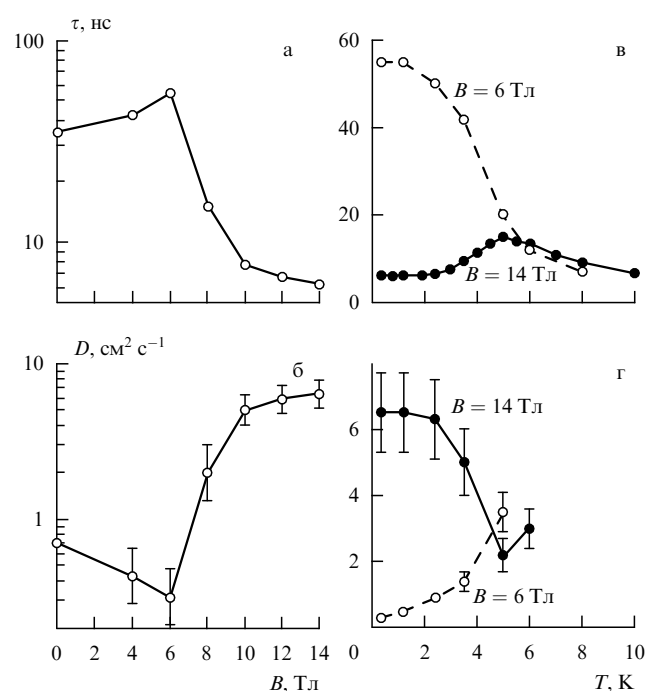 τ, нс
100
10
а
60
40
20
0
в
B = 6 Тл
B = 14 Тл
D, см² с⁻¹
10
1
б
0 2 4 6 8 10 12 14
B, Тл
6
4
2
0
г
B = 14 Тл
B = 6 Тл
2 4 6 8 10
T, K